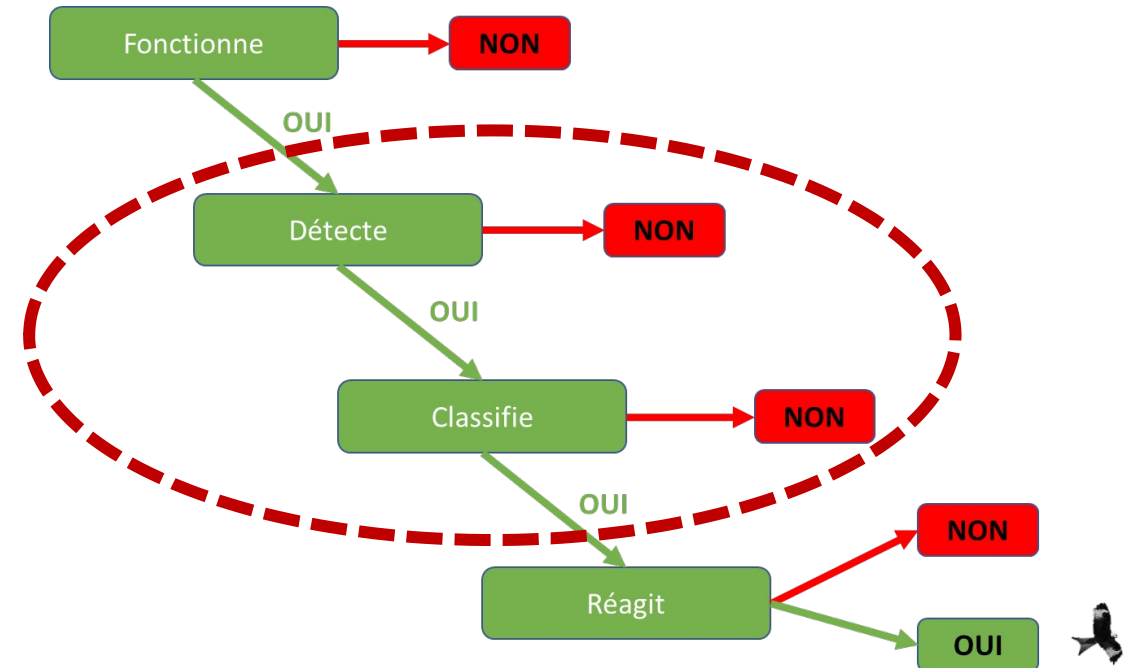 Fonctionne
NON
OUI
Détecte
NON
OUI
Classifie
NON
OUI
NON
Réagit
OUI